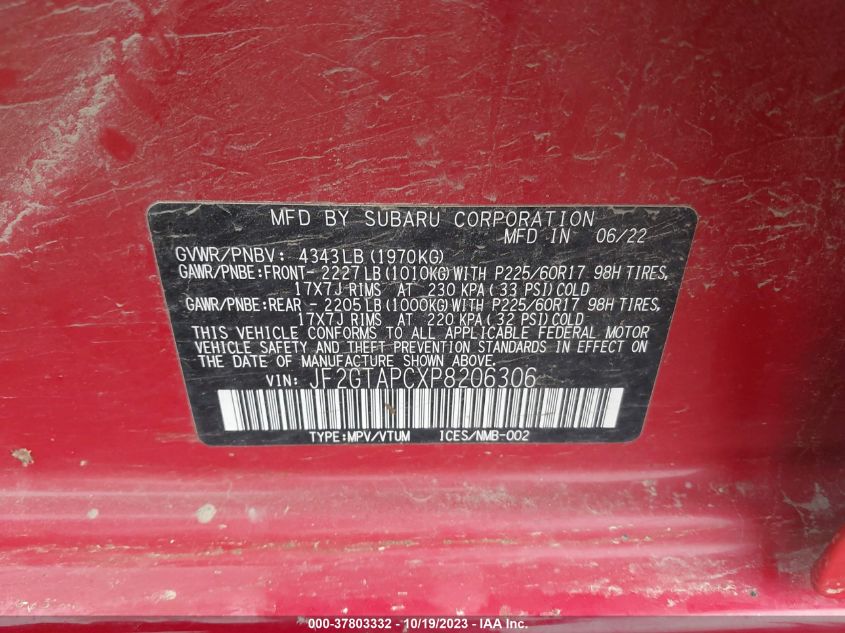 MFD BY SUBARU CORPORATION
MFD IN 06/22
GVWR/PNBV: 4343LB(1970KG)
GAWR/PNBE:FRONT- 2227LB(1010KG)WITH P225/60R17 98H TIRES,
17X7J RIMS AT 230 KPA(33 PSI)COLD
GAWR/PNBE:REAR - 2205LB(1000KG)WITH P225/60R17 98H TIRES,
17X7J RIMS AT 220 KPA(32 PSI)COLD
THIS VEHICLE CONFORMS TO ALL APPLICABLE FEDERAL MOTOR
VEHICLE SAFETY AND THEFT PREVENTION STANDARDS IN EFFECT ON
THE DATE OF MANUFACTURE SHOWN ABOVE.
VIN: JF2GTAPCXP8206306
TYPE:MPV/VTUM ICES/NMB-002
000-37803332 - 10/19/2023 - IAA Inc.